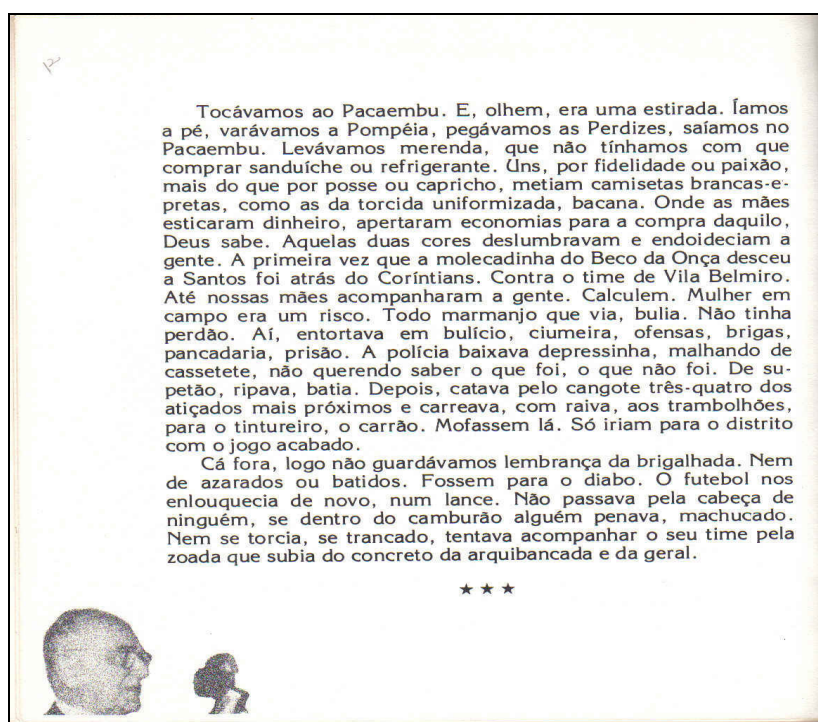 12
Tocávamos ao Pacaembu. E, olhem, era uma estirada. Íamos
a pé, varávamos a Pompéia, pegávamos as Perdizes, saíamos no
Pacaembu. Levávamos merenda, que não tínhamos com que
comprar sanduíche ou refrigerante. Uns, por fidelidade ou paixão,
mais do que por posse ou capricho, metiam camisetas brancas-e-
pretas, como as da torcida uniformizada, bacana. Onde as mães
esticaram dinheiro, apertaram economias para a compra daquilo,
Deus sabe. Aquelas duas cores deslumbravam e endoideciam a
gente. A primeira vez que a molecadinha do Beco da Onça desceu
a Santos foi atrás do Coríntians. Contra o time de Vila Belmiro.
Até nossas mães acompanharam a gente. Calculem. Mulher em
campo era um risco. Todo marmanjo que via, bulia. Não tinha
perdão. Aí, entortava em bulício, ciumeira, ofensas, brigas,
pancadaria, prisão. A polícia baixava depressinha, malhando de
cassetete, não querendo saber o que foi, o que não foi. De su-
petão, ripava, batia. Depois, catava pelo cangote três-quatro dos
atiçados mais próximos e carreava, com raiva, aos trambolhões,
para o tintureiro, o carrão. Mofassem lá. Só iriam para o distrito
com o jogo acabado.
Cá fora, logo não guardávamos lembrança da brigalhada. Nem
de azarados ou batidos. Fossem para o diabo. O futebol nos
enlouquecia de novo, num lance. Não passava pela cabeça de
ninguém, se dentro do camburão alguém penava, machucado.
Nem se torcia, se trancado, tentava acompanhar o seu time pela
zoada que subia do concreto da arquibancada e da geral.
★ ★ ★